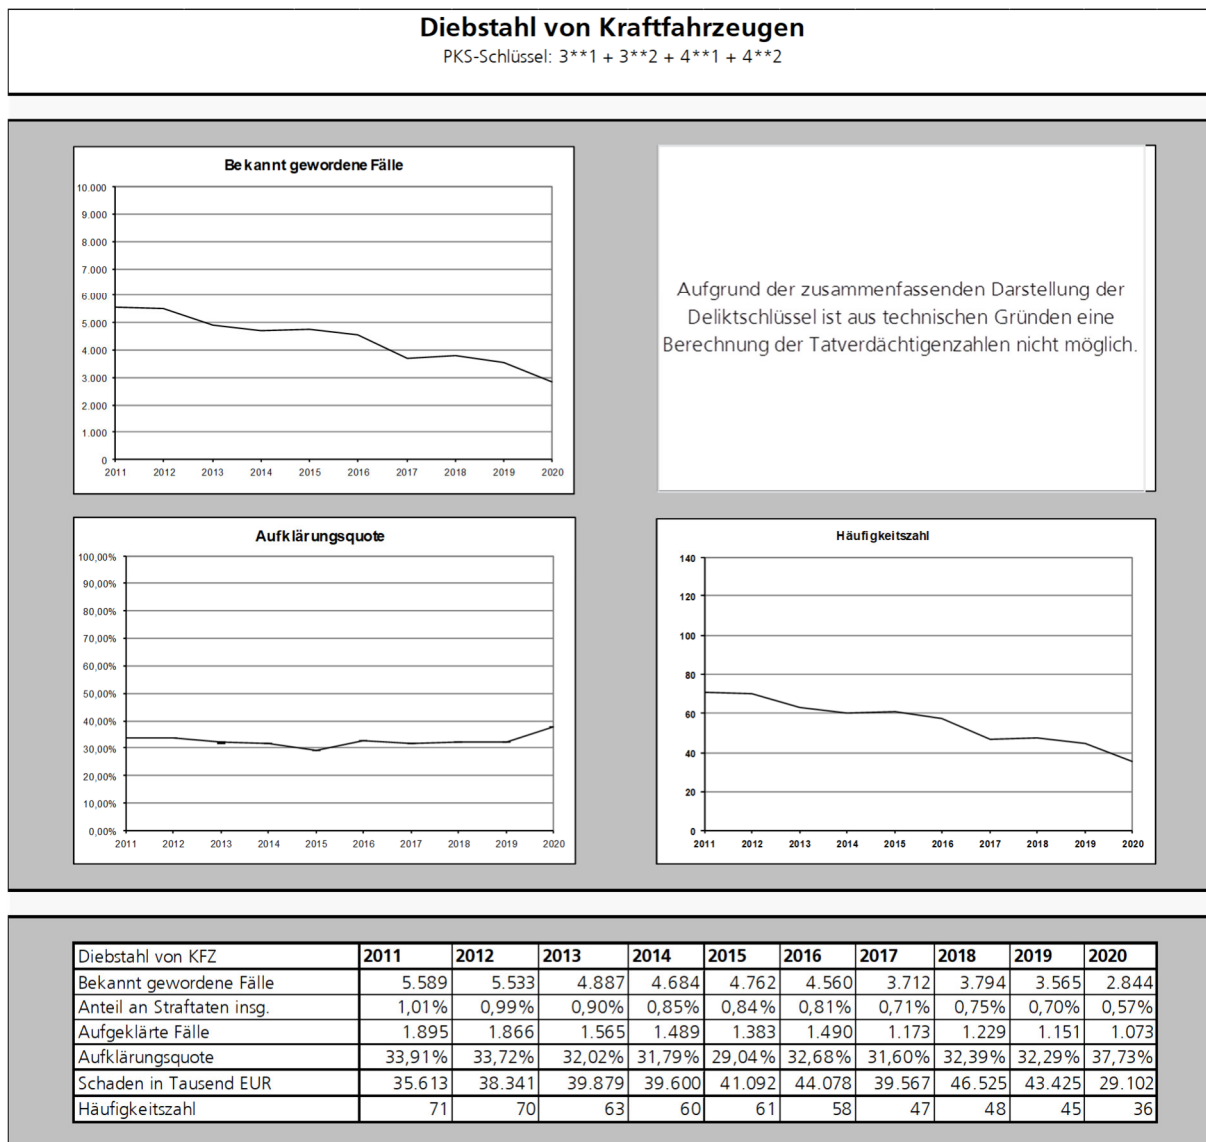 Diebstahl von Kraftfahrzeugen
PKS-Schlüssel: 3**1 + 3**2 + 4**1 + 4**2
Bekannt gewordene Fälle
10.000
9.000
8.000
7.000
6.000
5.000
4.000
3.000
2.000
1.000
0
2011 2012 2013 2014 2015 2016 2017 2018 2019 2020
Aufgrund der zusammenfassenden Darstellung der
Deliktschlüssel ist aus technischen Gründen eine
Berechnung der Tatverdächtigenzahlen nicht möglich.
Aufklärungsquote
100,00%
90,00%
80,00%
70,00%
60,00%
50,00%
40,00%
30,00%
20,00%
10,00%
0,00%
2011 2012 2013 2014 2015 2016 2017 2018 2019 2020
Häufigkeitszahl
140
120
100
80
60
40
20
0
2011 2012 2013 2014 2015 2016 2017 2018 2019 2020
Diebstahl von KFZ 2011 2012 2013 2014 2015 2016 2017 2018 2019 2020
Bekannt gewordene Fälle 5.589 5.533 4.887 4.684 4.762 4.560 3.712 3.794 3.565 2.844
Anteil an Straftaten insg. 1,01% 0,99% 0,90% 0,85% 0,84% 0,81% 0,71% 0,75% 0,70% 0,57%
Aufgeklärte Fälle 1.895 1.866 1.565 1.489 1.383 1.490 1.173 1.229 1.151 1.073
Aufklärungsquote 33,91% 33,72% 32,02% 31,79% 29,04% 32,68% 31,60% 32,39% 32,29% 37,73%
Schaden in Tausend EUR 35.613 38.341 39.879 39.600 41.092 44.078 39.567 46.525 43.425 29.102
Häufigkeitszahl 71 70 63 60 61 58 47 48 45 36